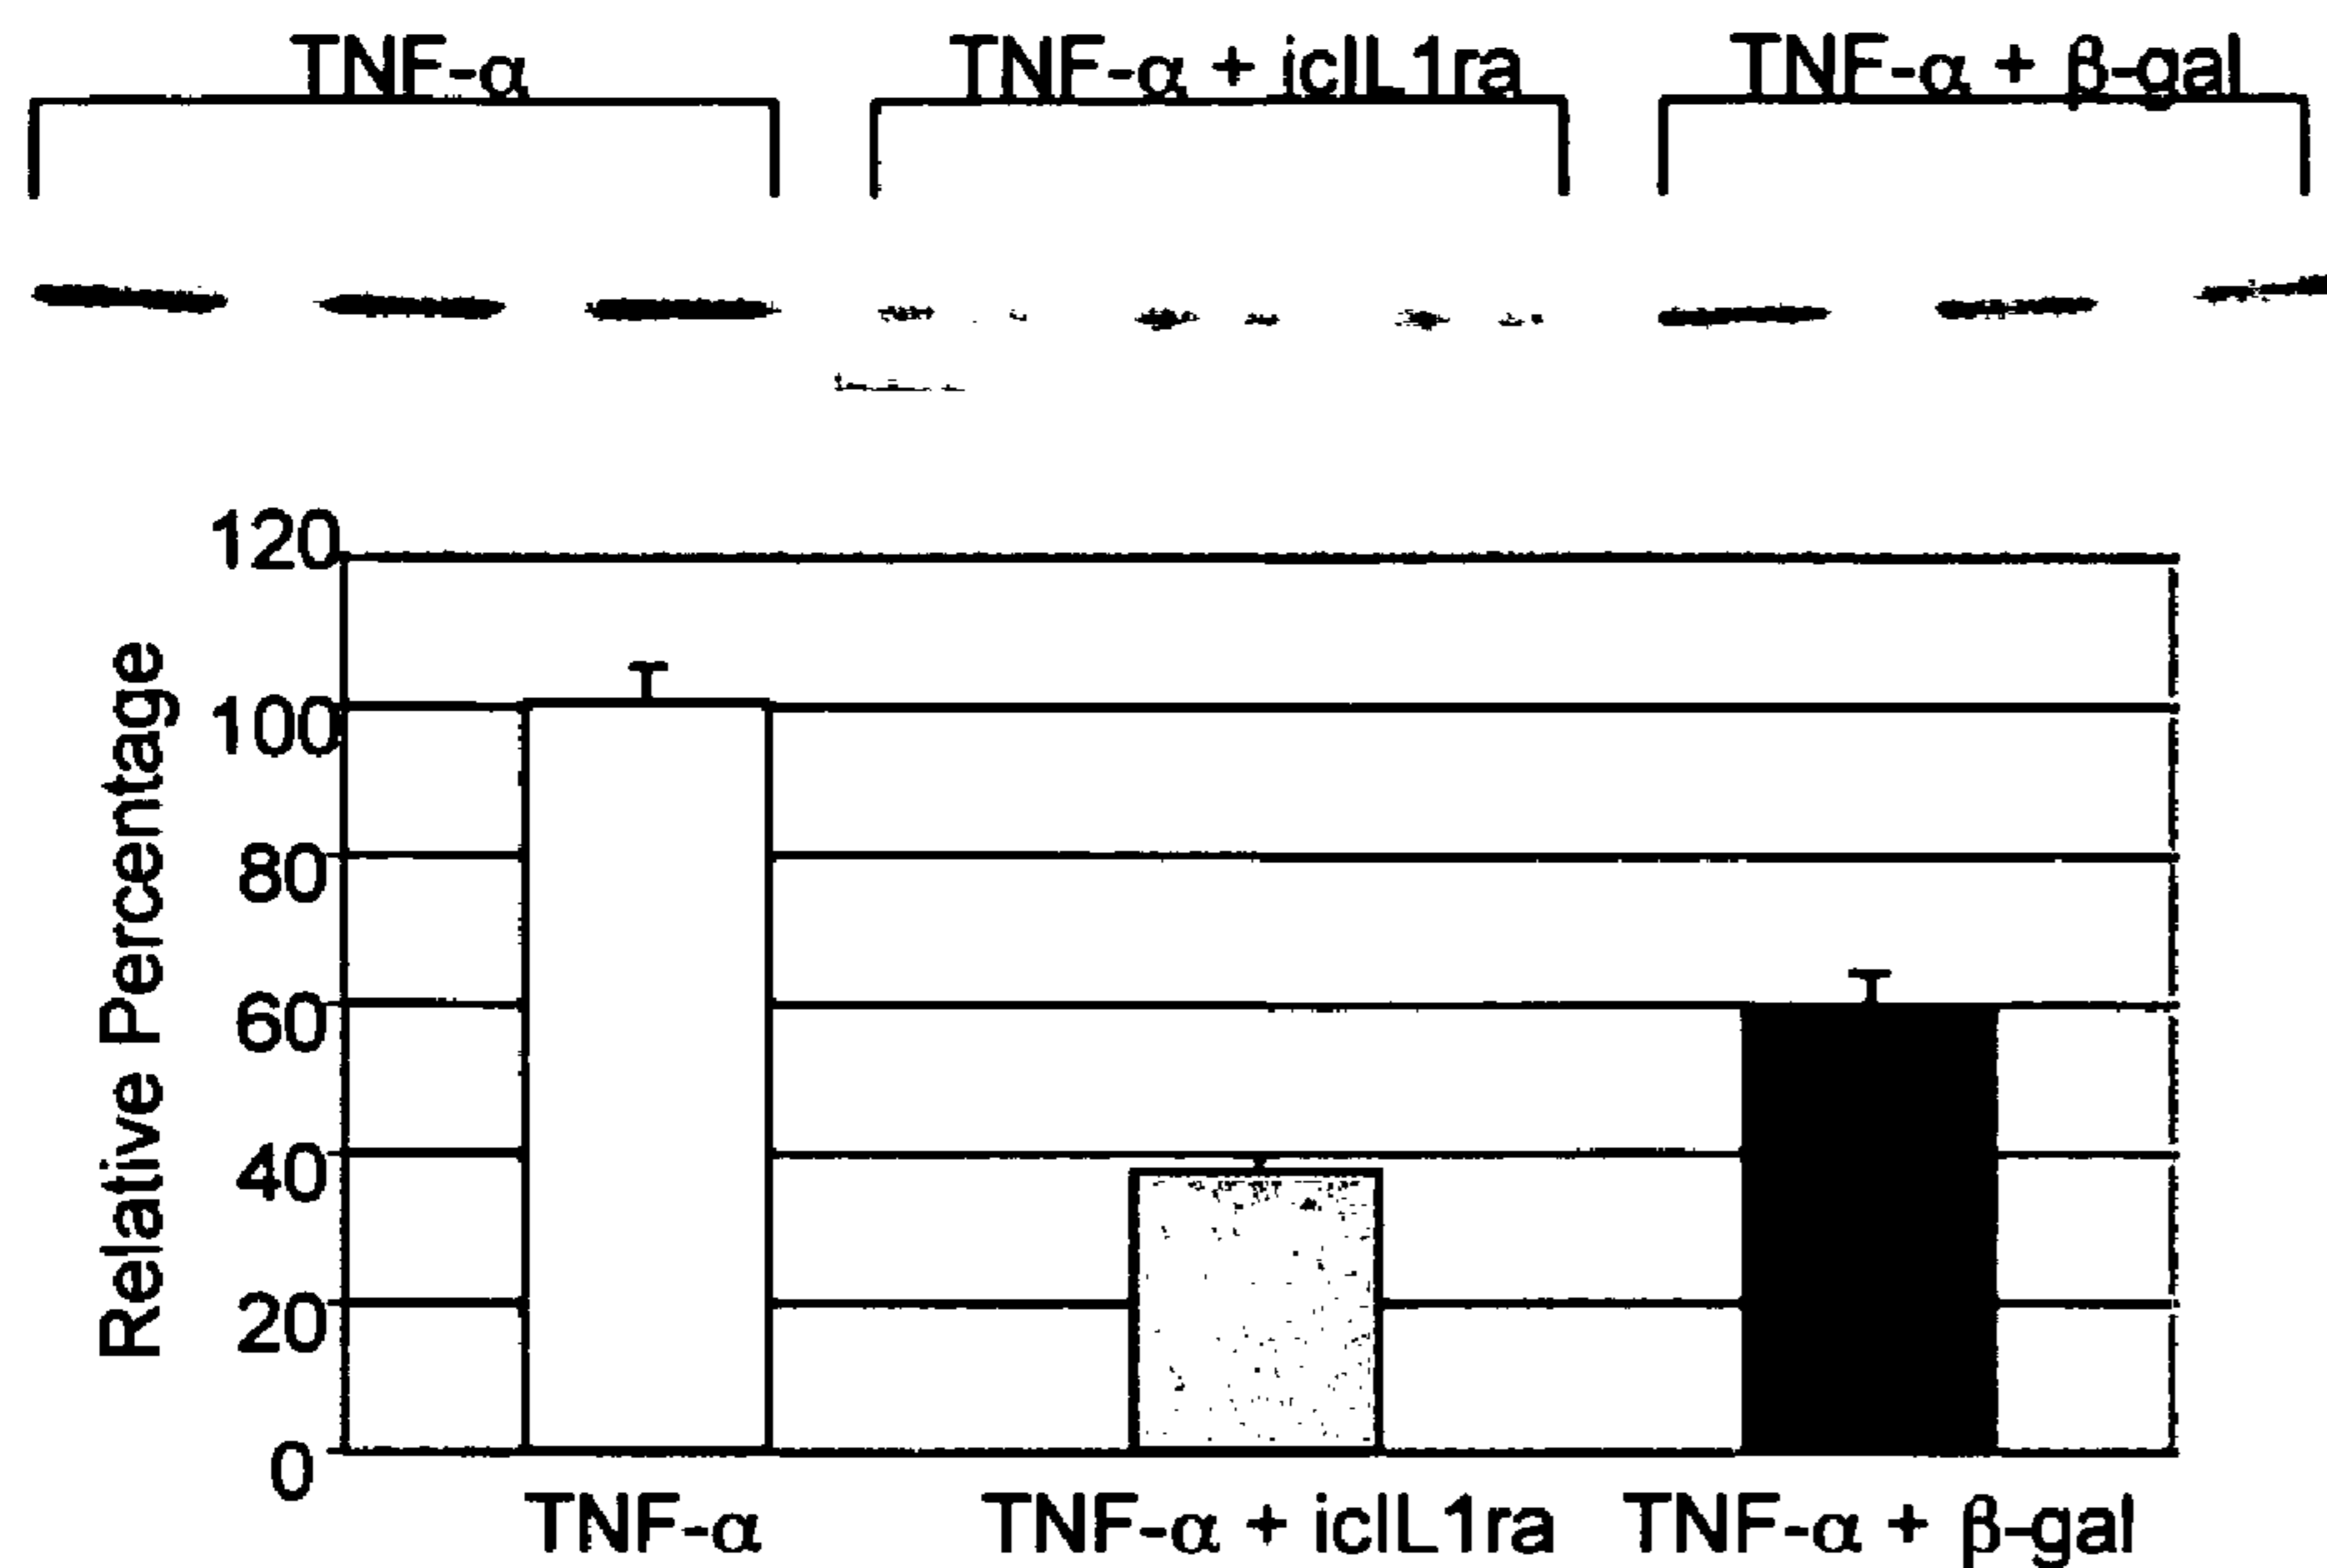 TNF-α TNF-α + icIL1ra TNF-α + β-gal
120
100
80
60
40
20
0
Relative Percentage
TNF-α TNF-α + icIL1ra TNF-α + β-gal